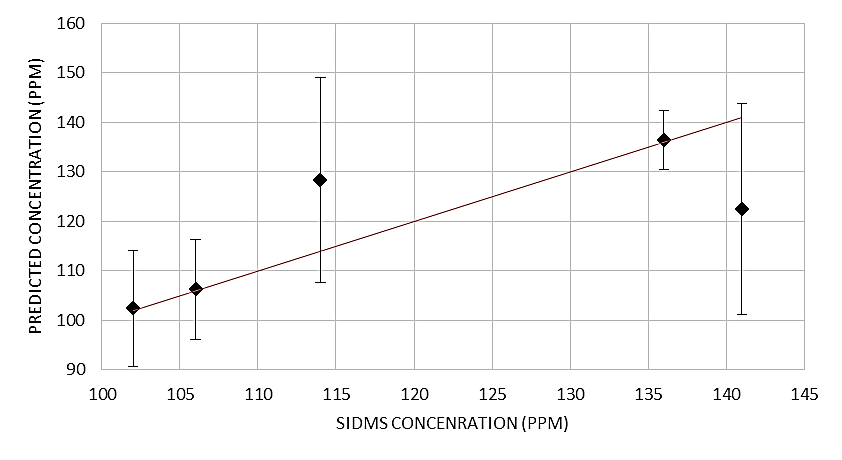 160
150
140
130
120
110
100
90
PREDICTED CONCENTRATION (PPM)
100 105 110 115 120 125 130 135 140 145
SIDMS CONCENRATION (PPM)